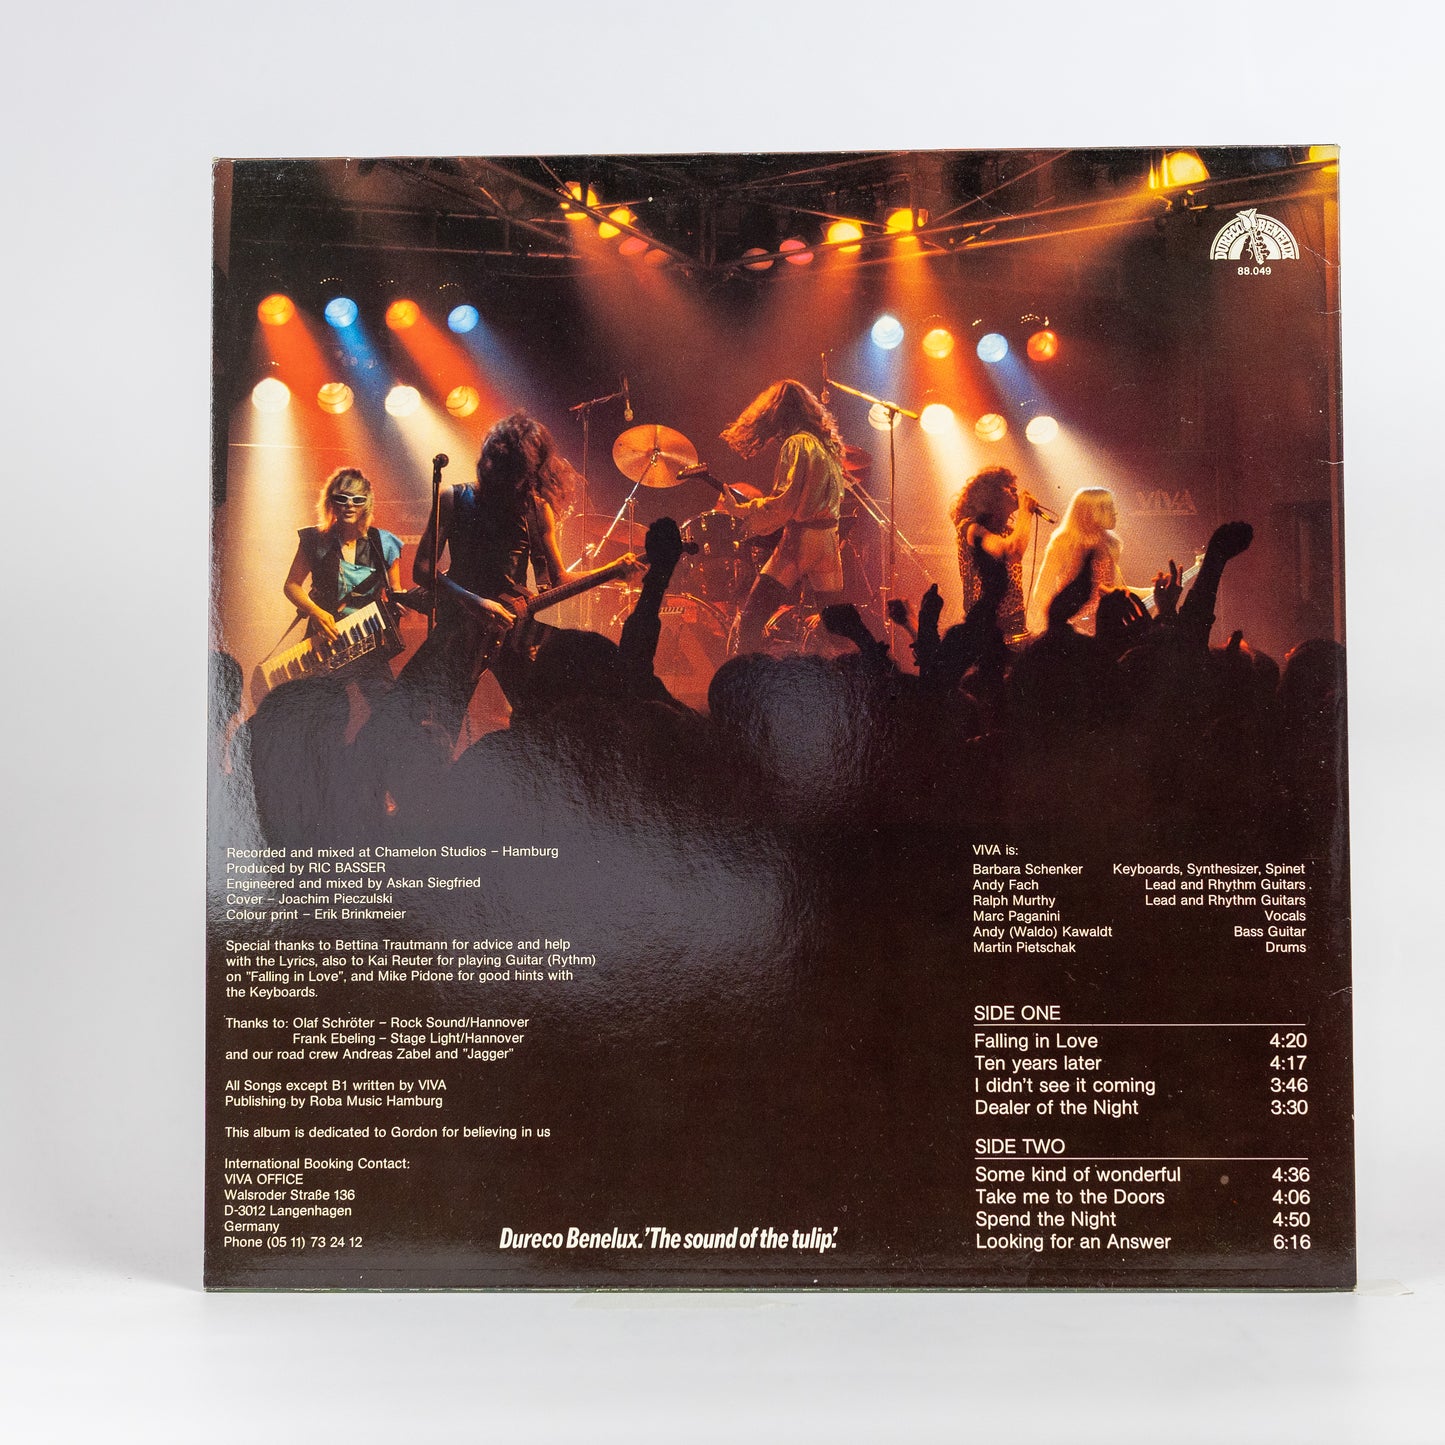 DURECO BENELUX
88.049
VIVA
Recorded and mixed at Chamelon Studios – Hamburg
Produced by RIC BASSER
Engineered and mixed by Askan Siegfried
Cover – Joachim Pieczulski
Colour print – Erik Brinkmeier
Special thanks to Bettina Trautmann for advice and help
with the Lyrics, also to Kai Reuter for playing Guitar (Rythm)
on ”Falling in Love”, and Mike Pidone for good hints with
the Keyboards.
Thanks to: Olaf Schröter – Rock Sound/Hannover
Frank Ebeling – Stage Light/Hannover
and our road crew Andreas Zabel and ”Jagger”
All Songs except B1 written by VIVA
Publishing by Roba Music Hamburg
This album is dedicated to Gordon for believing in us
International Booking Contact:
VIVA OFFICE
Walsroder Straße 136
D-3012 Langenhagen
Germany
Phone (05 11) 73 24 12
Dureco Benelux.'The sound of the tulip'.
VIVA is:
Barbara Schenker Keyboards, Synthesizer, Spinet
Andy Fach Lead and Rhythm Guitars
Ralph Murthy Lead and Rhythm Guitars
Marc Paganini Vocals
Andy (Waldo) Kawaldt Bass Guitar
Martin Pietschak Drums
SIDE ONE
Falling in Love 4:20
Ten years later 4:17
I didn't see it coming 3:46
Dealer of the Night 3:30
SIDE TWO
Some kind of wonderful 4:36
Take me to the Doors 4:06
Spend the Night 4:50
Looking for an Answer 6:16